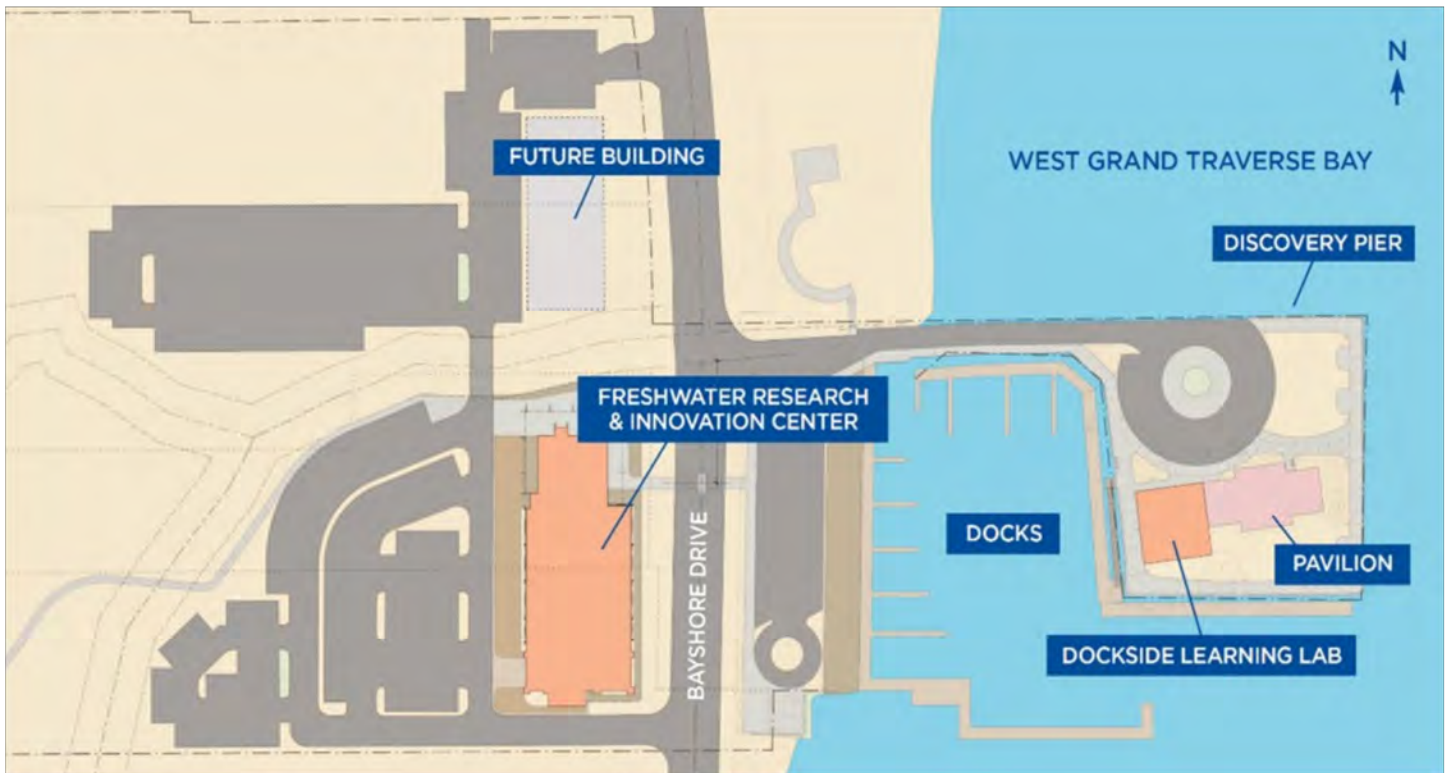 N
FUTURE BUILDING
WEST GRAND TRAVERSE BAY
DISCOVERY PIER
FRESHWATER RESEARCH
& INNOVATION CENTER
BAYSHORE DRIVE
DOCKS
PAVILION
DOCKSIDE LEARNING LAB